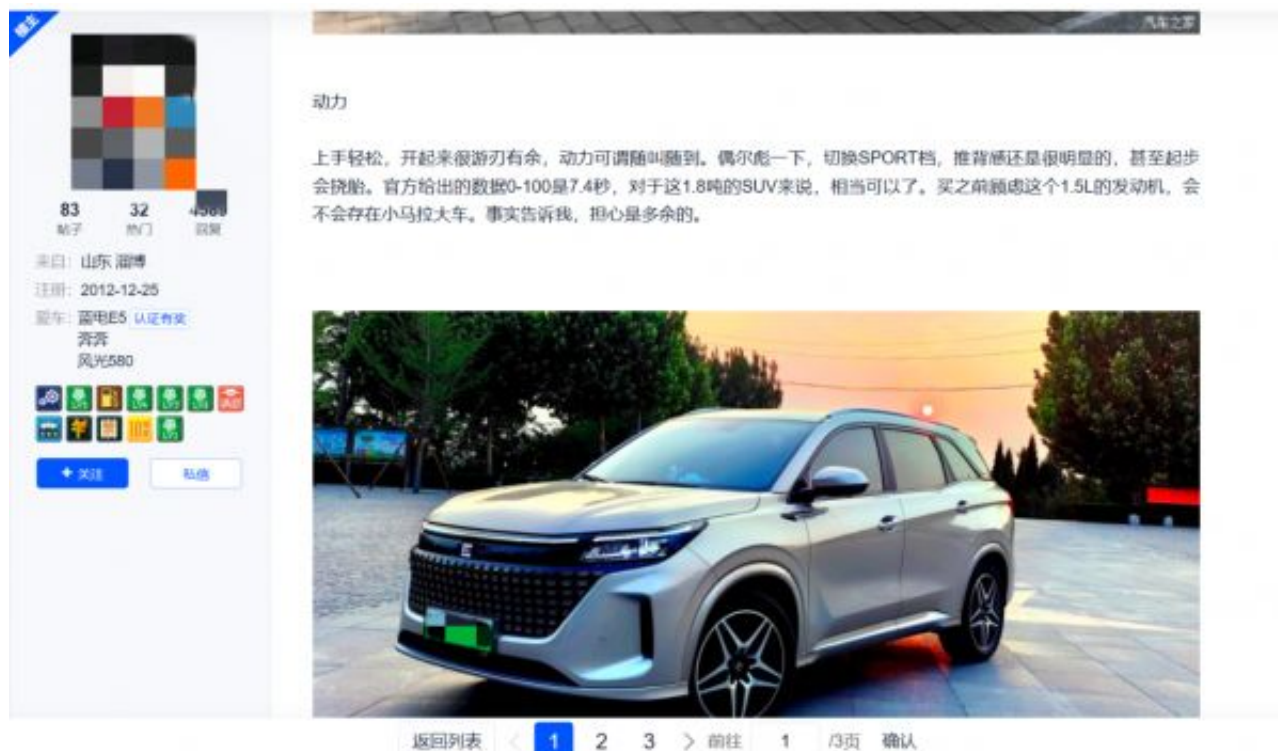 楼主
汽车之家
动力
上手轻松，开起来很游刃有余，动力可谓随叫随到。偶尔彪一下，切换SPORT档，推背感还是很明显的，甚至起步
会挠胎。官方给出的数据0-100是7.4秒，对于这1.8吨的SUV来说，相当可以了。买之前顾虑这个1.5L的发动机，会
不会存在小马拉大车。事实告诉我，担心是多余的。
83 32
帖子 热门 回复
来自: 山东 淄博
注册: 2012-12-25
爱车: 蓝电E5 认证有奖
奔奔
风光580
+ 关注 私信
返回列表 < 1 2 3 > 前往 1 /3页 确认